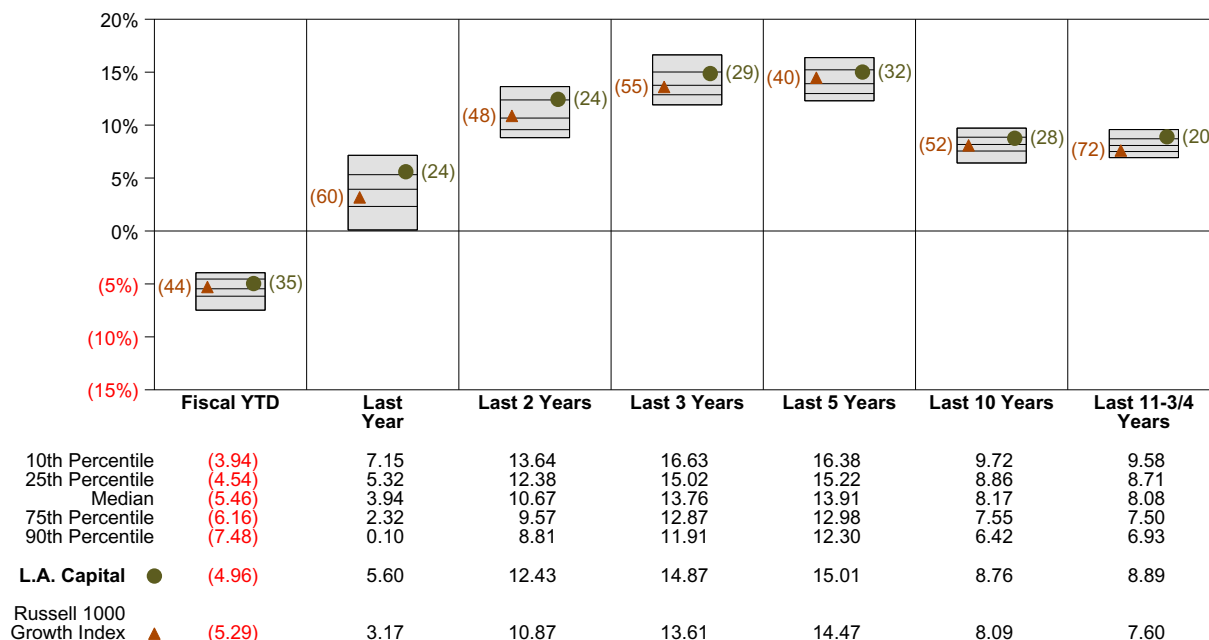 20%
15%
10%
5%
0%
(5%)
(10%)
(15%)
(44) (35)
(60) (24)
(48) (24)
(55) (29)
(40) (32)
(52) (28)
(72) (20
Fiscal YTD Last Year Last 2 Years Last 3 Years Last 5 Years Last 10 Years Last 11-3/4 Years
10th Percentile (3.94) 7.15 13.64 16.63 16.38 9.72 9.58
25th Percentile (4.54) 5.32 12.38 15.02 15.22 8.86 8.71
Median (5.46) 3.94 10.67 13.76 13.91 8.17 8.08
75th Percentile (6.16) 2.32 9.57 12.87 12.98 7.55 7.50
90th Percentile (7.48) 0.10 8.81 11.91 12.30 6.42 6.93
L.A. Capital (4.96) 5.60 12.43 14.87 15.01 8.76 8.89
Russell 1000
Growth Index (5.29) 3.17 10.87 13.61 14.47 8.09 7.60